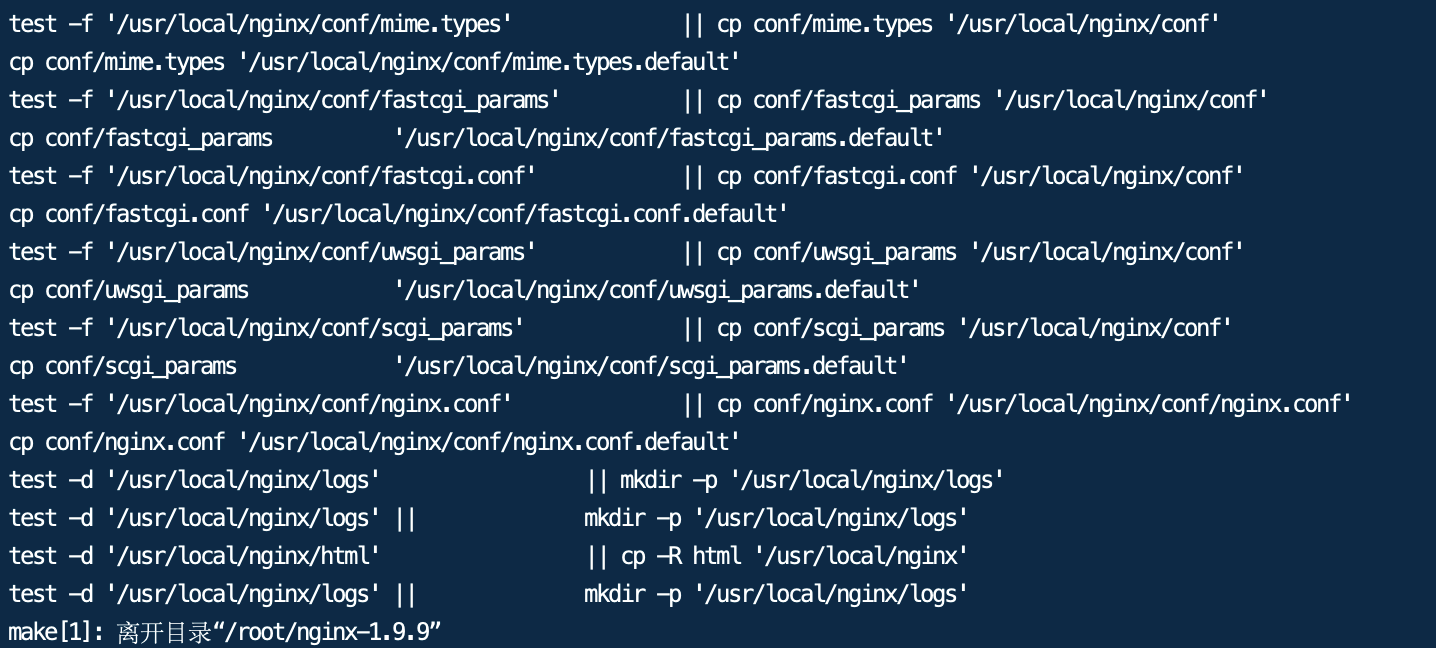 test -f '/usr/local/nginx/conf/mime.types'              || cp conf/mime.types '/usr/local/nginx/conf'
cp conf/mime.types '/usr/local/nginx/conf/mime.types.default'
test -f '/usr/local/nginx/conf/fastcgi_params'          || cp conf/fastcgi_params '/usr/local/nginx/conf'
cp conf/fastcgi_params          '/usr/local/nginx/conf/fastcgi_params.default'
test -f '/usr/local/nginx/conf/fastcgi.conf'            || cp conf/fastcgi.conf '/usr/local/nginx/conf'
cp conf/fastcgi.conf '/usr/local/nginx/conf/fastcgi.conf.default'
test -f '/usr/local/nginx/conf/uwsgi_params'            || cp conf/uwsgi_params '/usr/local/nginx/conf'
cp conf/uwsgi_params            '/usr/local/nginx/conf/uwsgi_params.default'
test -f '/usr/local/nginx/conf/scgi_params'             || cp conf/scgi_params '/usr/local/nginx/conf'
cp conf/scgi_params             '/usr/local/nginx/conf/scgi_params.default'
test -f '/usr/local/nginx/conf/nginx.conf'              || cp conf/nginx.conf '/usr/local/nginx/conf/nginx.conf'
cp conf/nginx.conf '/usr/local/nginx/conf/nginx.conf.default'
test -d '/usr/local/nginx/logs'                 || mkdir -p '/usr/local/nginx/logs'
test -d '/usr/local/nginx/logs' ||              mkdir -p '/usr/local/nginx/logs'
test -d '/usr/local/nginx/html'                 || cp -R html '/usr/local/nginx'
test -d '/usr/local/nginx/logs' ||              mkdir -p '/usr/local/nginx/logs'
make[1]: 离开目录“/root/nginx-1.9.9”